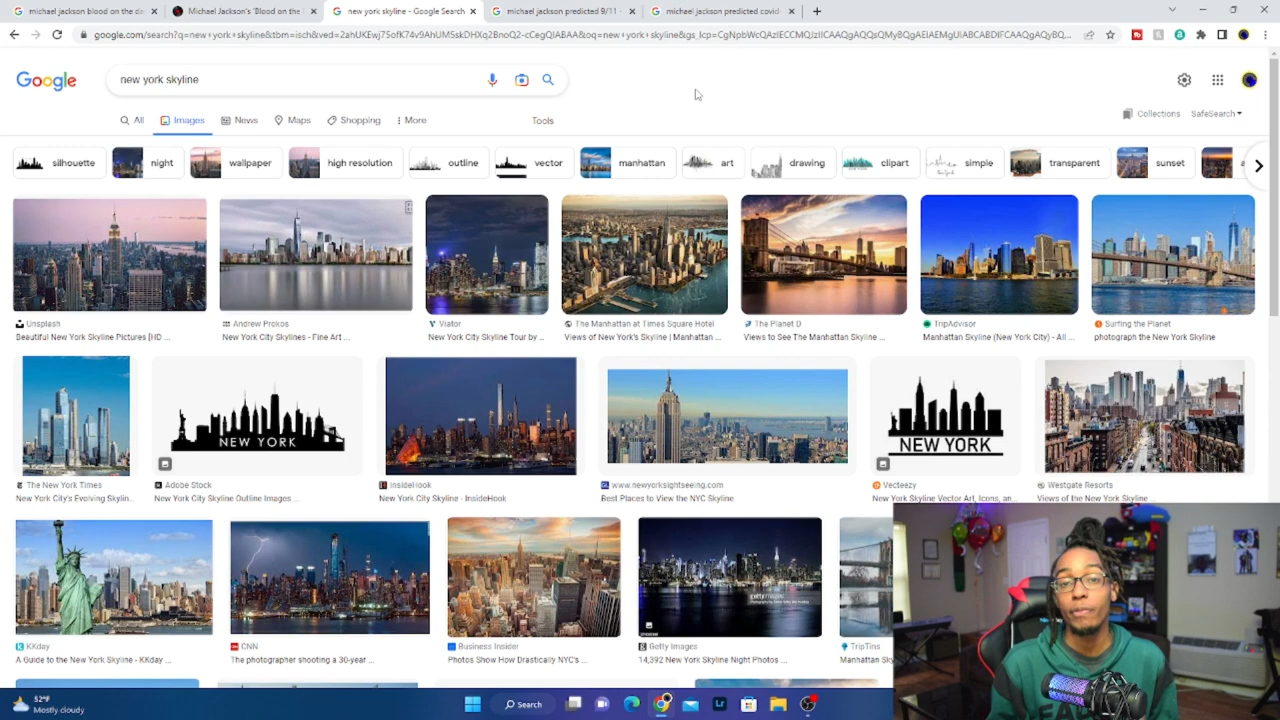 michael jackson blood on the da
Michael Jackson's 'Blood on the
new york skyline - Google Search
michael jackson predicted 9/11 -
michael jackson predicted covid-
Google
new york skyline
All
Images
News
Maps
Shopping
More
Tools
Collections
SafeSearch
silhouette
night
wallpaper
high resolution
outline
vector
manhattan
art
drawing
clipart
simple
transparent
sunset
Unsplash
Beautiful New York Skyline Pictures [HD ...
Andrew Prokos
New York City Skylines - Fine Art ...
Viator
New York City Skyline Tour by ...
The Manhattan at Times Square Hotel
Views of New York's Skyline | Manhattan ...
The Planet D
Views to See The Manhattan Skyline ...
TripAdvisor
Manhattan Skyline (New York City) - All ...
Surfing the Planet
photograph the New York Skyline
NEW YORK
NEW YORK
The New York Times
New York City's Evolving Skylin...
Adobe Stock
New York City Skyline Outline Images ...
InsideHook
New York City Skyline - InsideHook
www.newyorksightseeing.com
Best Places to View the NYC Skyline
Vecteezy
New York Skyline Vector Art, Icons, an...
Westgate Resorts
Views of the New York Skyline ...
gettyimages
KKday
A Guide to the New York Skyline - KKday ...
CNN
The photographer shooting a 30-year ...
Business Insider
Photos Show How Drastically NYC's ...
Getty Images
14,392 New York Skyline Night Photos ...
TripTins
Manhattan Sky
52°F
Mostly cloudy
Search